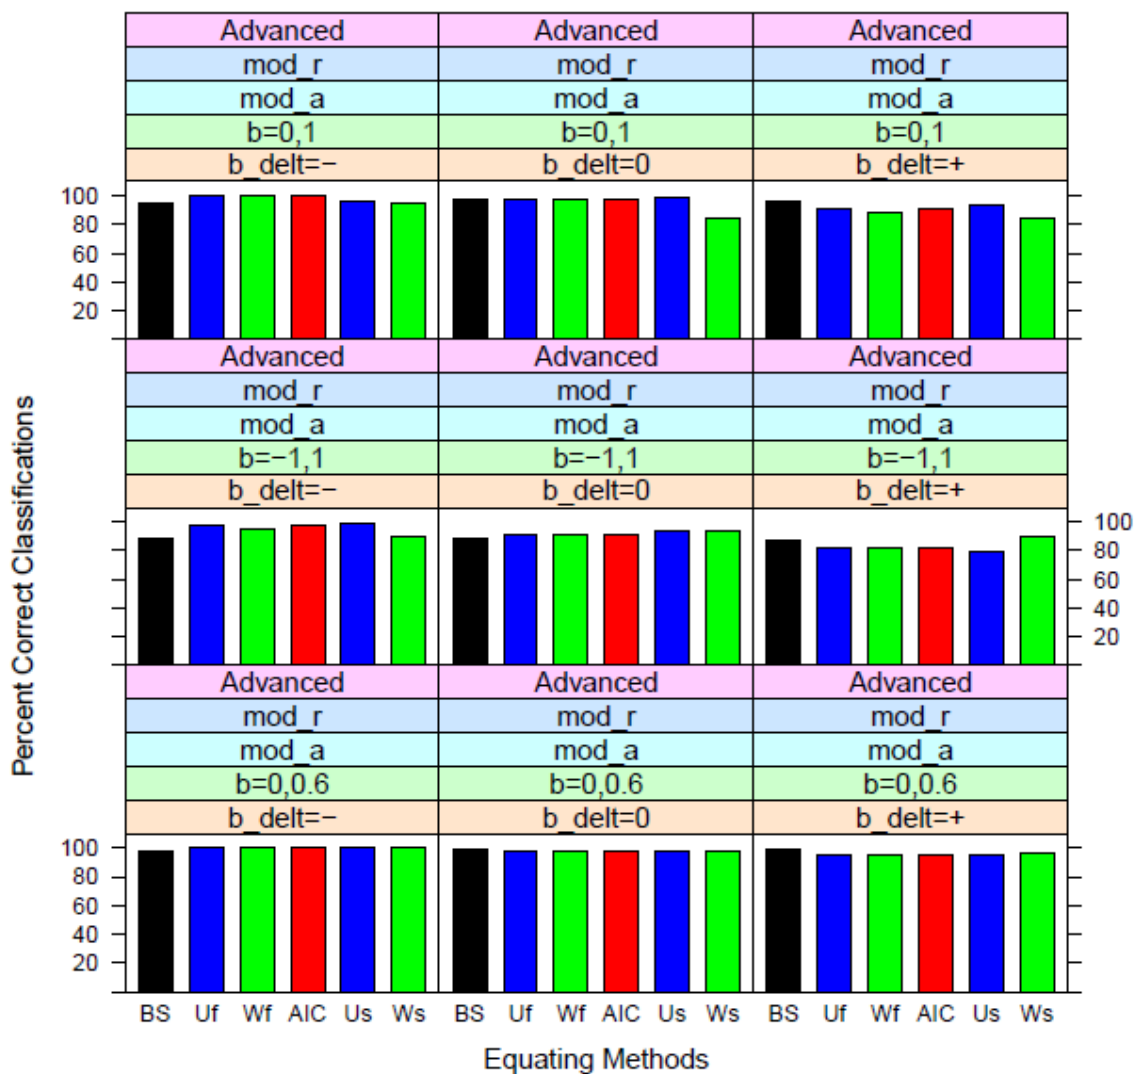 Advanced Advanced Advanced
mod_r mod_r mod_r
mod_a mod_a mod_a
b=0,1 b=0,1 b=0,1
b_delt=− b_delt=0 b_delt=+
100
80
60
40
20
Advanced Advanced Advanced
mod_r mod_r mod_r
mod_a mod_a mod_a
b=−1,1 b=−1,1 b=−1,1
b_delt=− b_delt=0 b_delt=+
100
80
60
40
20
Advanced Advanced Advanced
mod_r mod_r mod_r
mod_a mod_a mod_a
b=0,0.6 b=0,0.6 b=0,0.6
b_delt=− b_delt=0 b_delt=+
100
80
60
40
20
BS Uf Wf AIC Us Ws BS Uf Wf AIC Us Ws BS Uf Wf AIC Us Ws
Equating Methods
Percent Correct Classifications